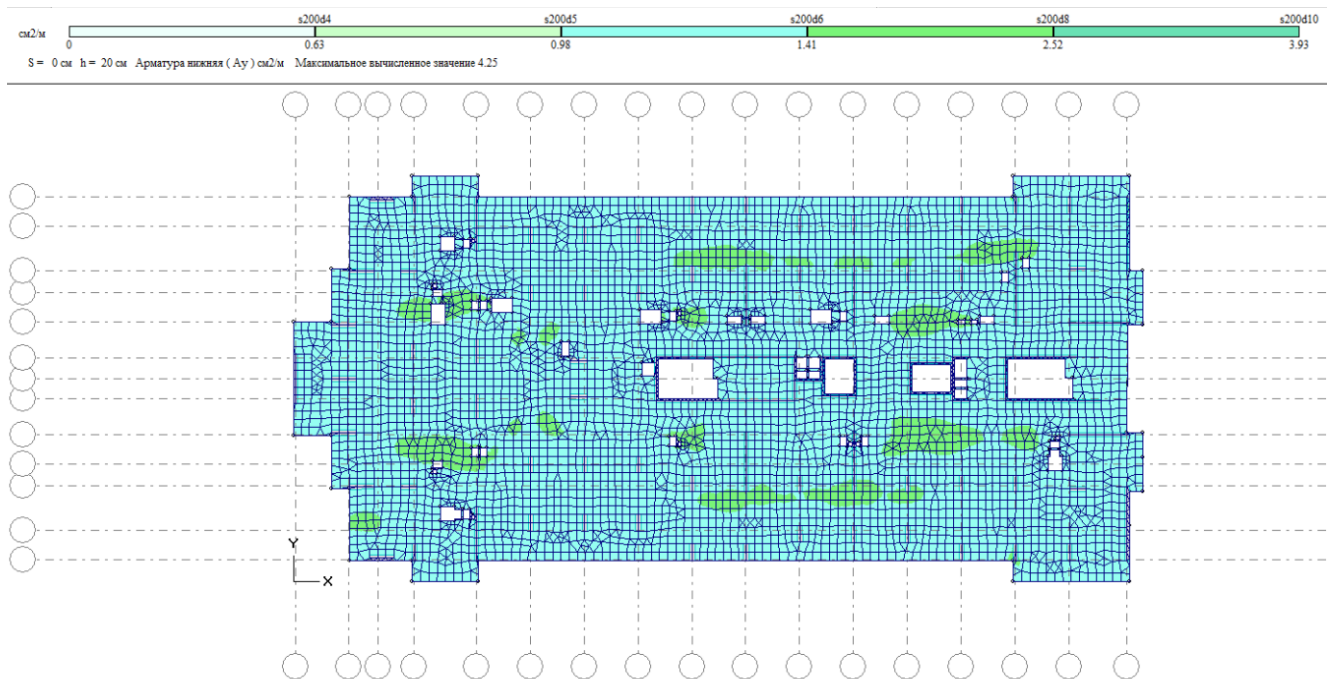 s200d4 s200d5 s200d6 s200d8 s200d10
см2/м
0 0.63 0.98 1.41 2.52 3.93
S = 0 см h = 20 см Арматура нижняя ( Ay ) см2/м Максимальное вычисленное значение 4.25
Y
X